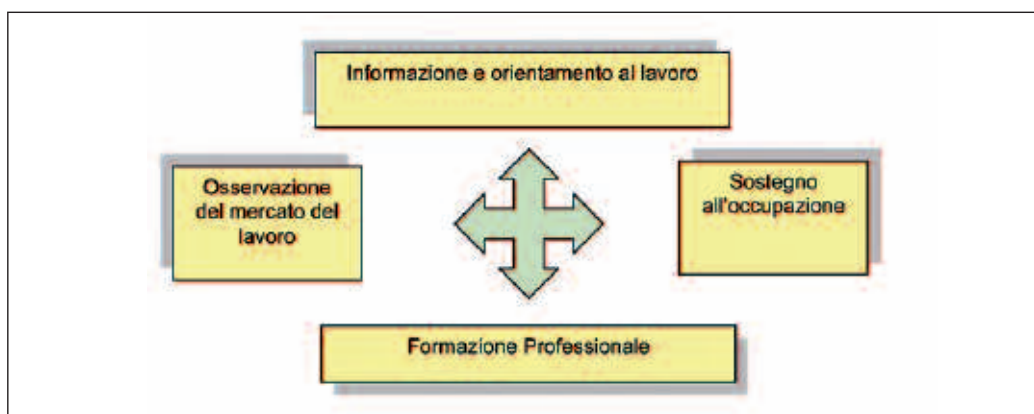 Informazione e orientamento al lavoro
Osservazione
del mercato del
lavoro
Sostegno
all'occupazione
Formazione Professionale